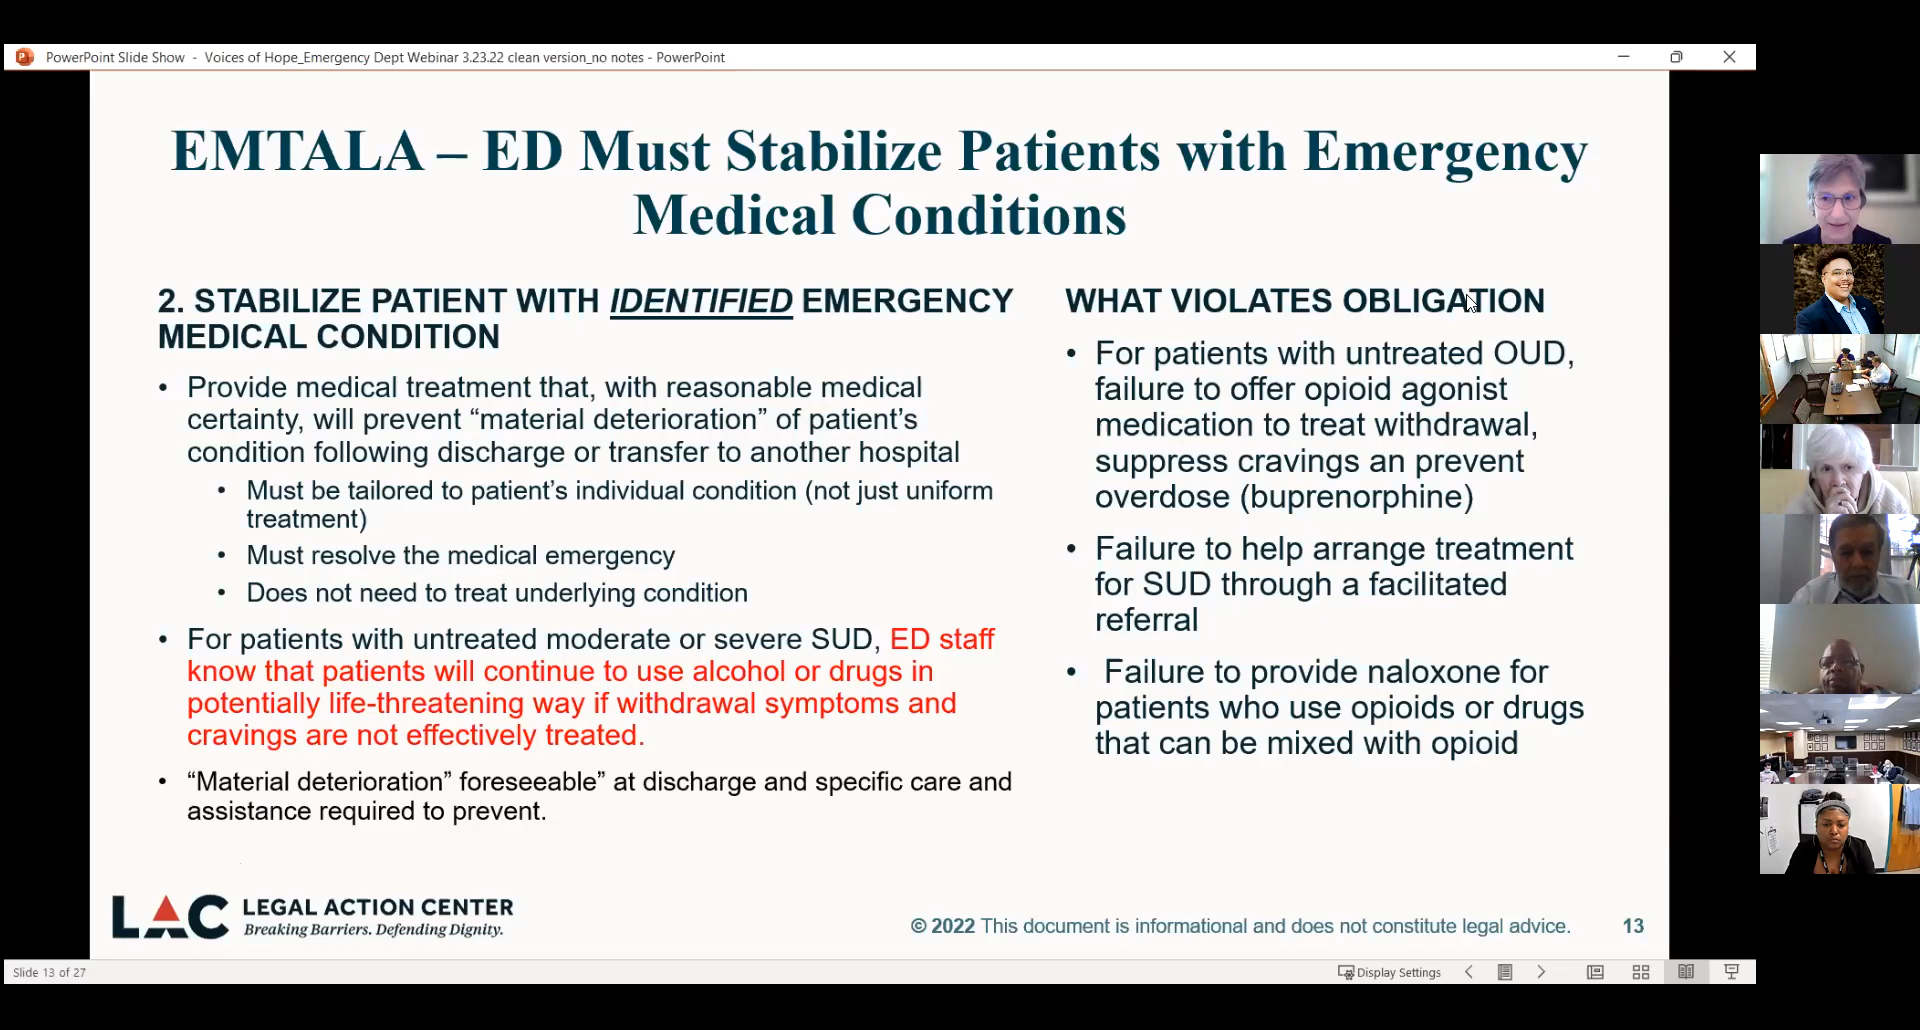 PowerPoint Slide Show - Voices of Hope_Emergency Dept Webinar 3.23.22 clean version_no notes - PowerPoint
EMTALA – ED Must Stabilize Patients with Emergency
Medical Conditions
2. STABILIZE PATIENT WITH IDENTIFIED EMERGENCY
MEDICAL CONDITION
• Provide medical treatment that, with reasonable medical
certainty, will prevent “material deterioration” of patient’s
condition following discharge or transfer to another hospital
• Must be tailored to patient’s individual condition (not just uniform
treatment)
• Must resolve the medical emergency
• Does not need to treat underlying condition
• For patients with untreated moderate or severe SUD, ED staff
know that patients will continue to use alcohol or drugs in
potentially life-threatening way if withdrawal symptoms and
cravings are not effectively treated.
• “Material deterioration” foreseeable” at discharge and specific care and
assistance required to prevent.
WHAT VIOLATES OBLIGATION
• For patients with untreated OUD,
failure to offer opioid agonist
medication to treat withdrawal,
suppress cravings an prevent
overdose (buprenorphine)
• Failure to help arrange treatment
for SUD through a facilitated
referral
• Failure to provide naloxone for
patients who use opioids or drugs
that can be mixed with opioid
LAC LEGAL ACTION CENTER
Breaking Barriers. Defending Dignity.
© 2022 This document is informational and does not constitute legal advice. 13
Slide 13 of 27
Display Settings